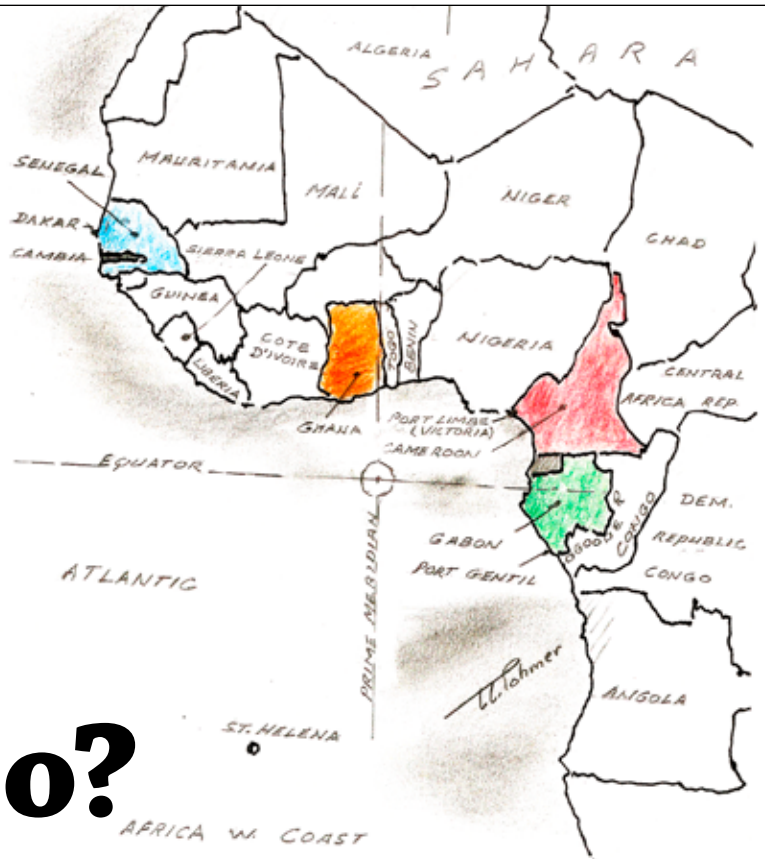 ALGERIA
SAHARA
MAURITANIA
SENEGAL
MALI
NIGER
CHAD
DAKAR
CAMBIA
SIERRA LEONE
GUINEA
LIBERIA
COTE
D'IVOIRE
TOGO
BENIN
NIGERIA
CENTRAL
AFRICA REP.
GHANA
PORT LIMBE
(VICTORIA)
CAMEROON
EQUATOR
PRIME MERIDIAN
GABON
PORT GENTIL
OGOOUE R
CONGO
DEM.
REPUBLIC
CONGO
ATLANTIC
ANGOLA
ST. HELENA
o?
AFRICA W. COAST